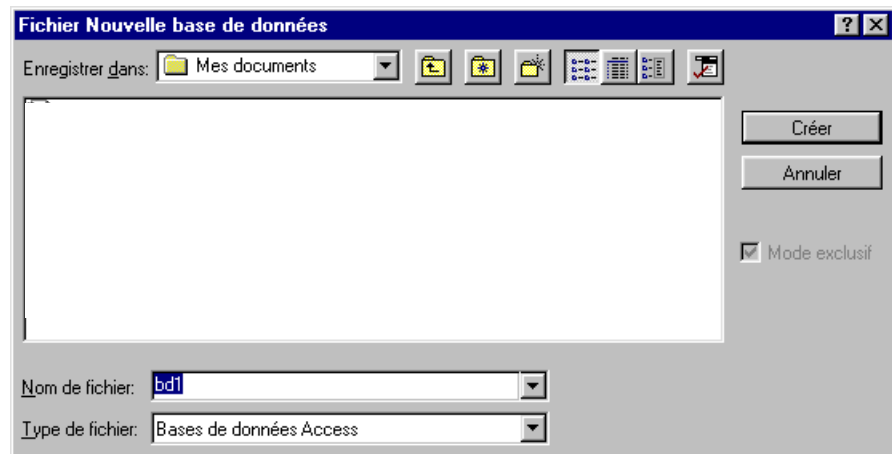 Fichier Nouvelle base de données
Enregistrer dans: Mes documents
Créer
Annuler
Mode exclusif
Nom de fichier: bd1
Type de fichier: Bases de données Access